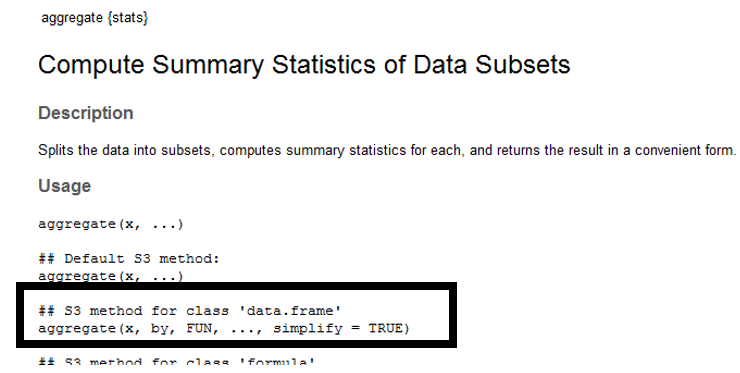 aggregate {stats}
Compute Summary Statistics of Data Subsets
Description
Splits the data into subsets, computes summary statistics for each, and returns the result in a convenient form.
Usage
aggregate(x, ...)
## Default S3 method:
aggregate(x, ...)
## S3 method for class 'data.frame'
aggregate(x, by, FUN, ..., simplify = TRUE)
## S3 method for class 'formula'